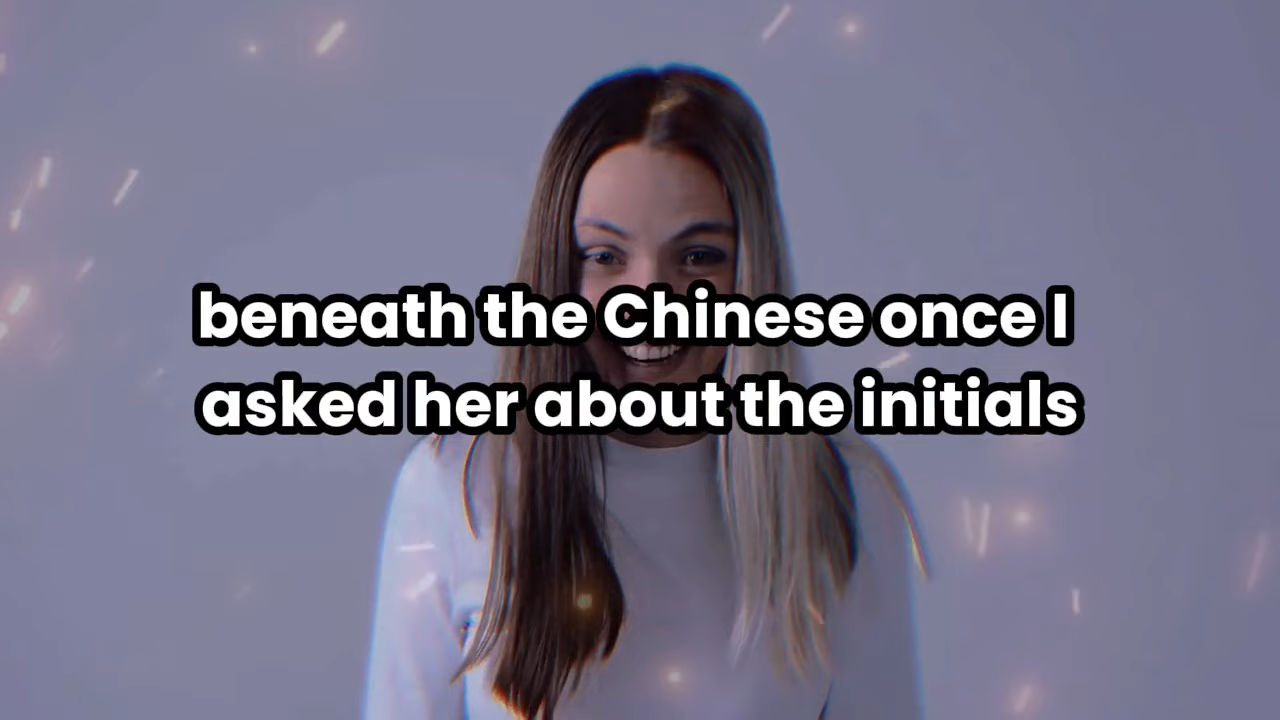 beneath the Chinese once I
asked her about the initials